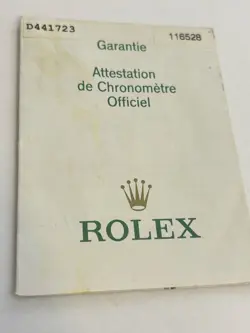 D441723 116528
Garantie
Attestation
de Chronomètre
Officiel
ROLEX